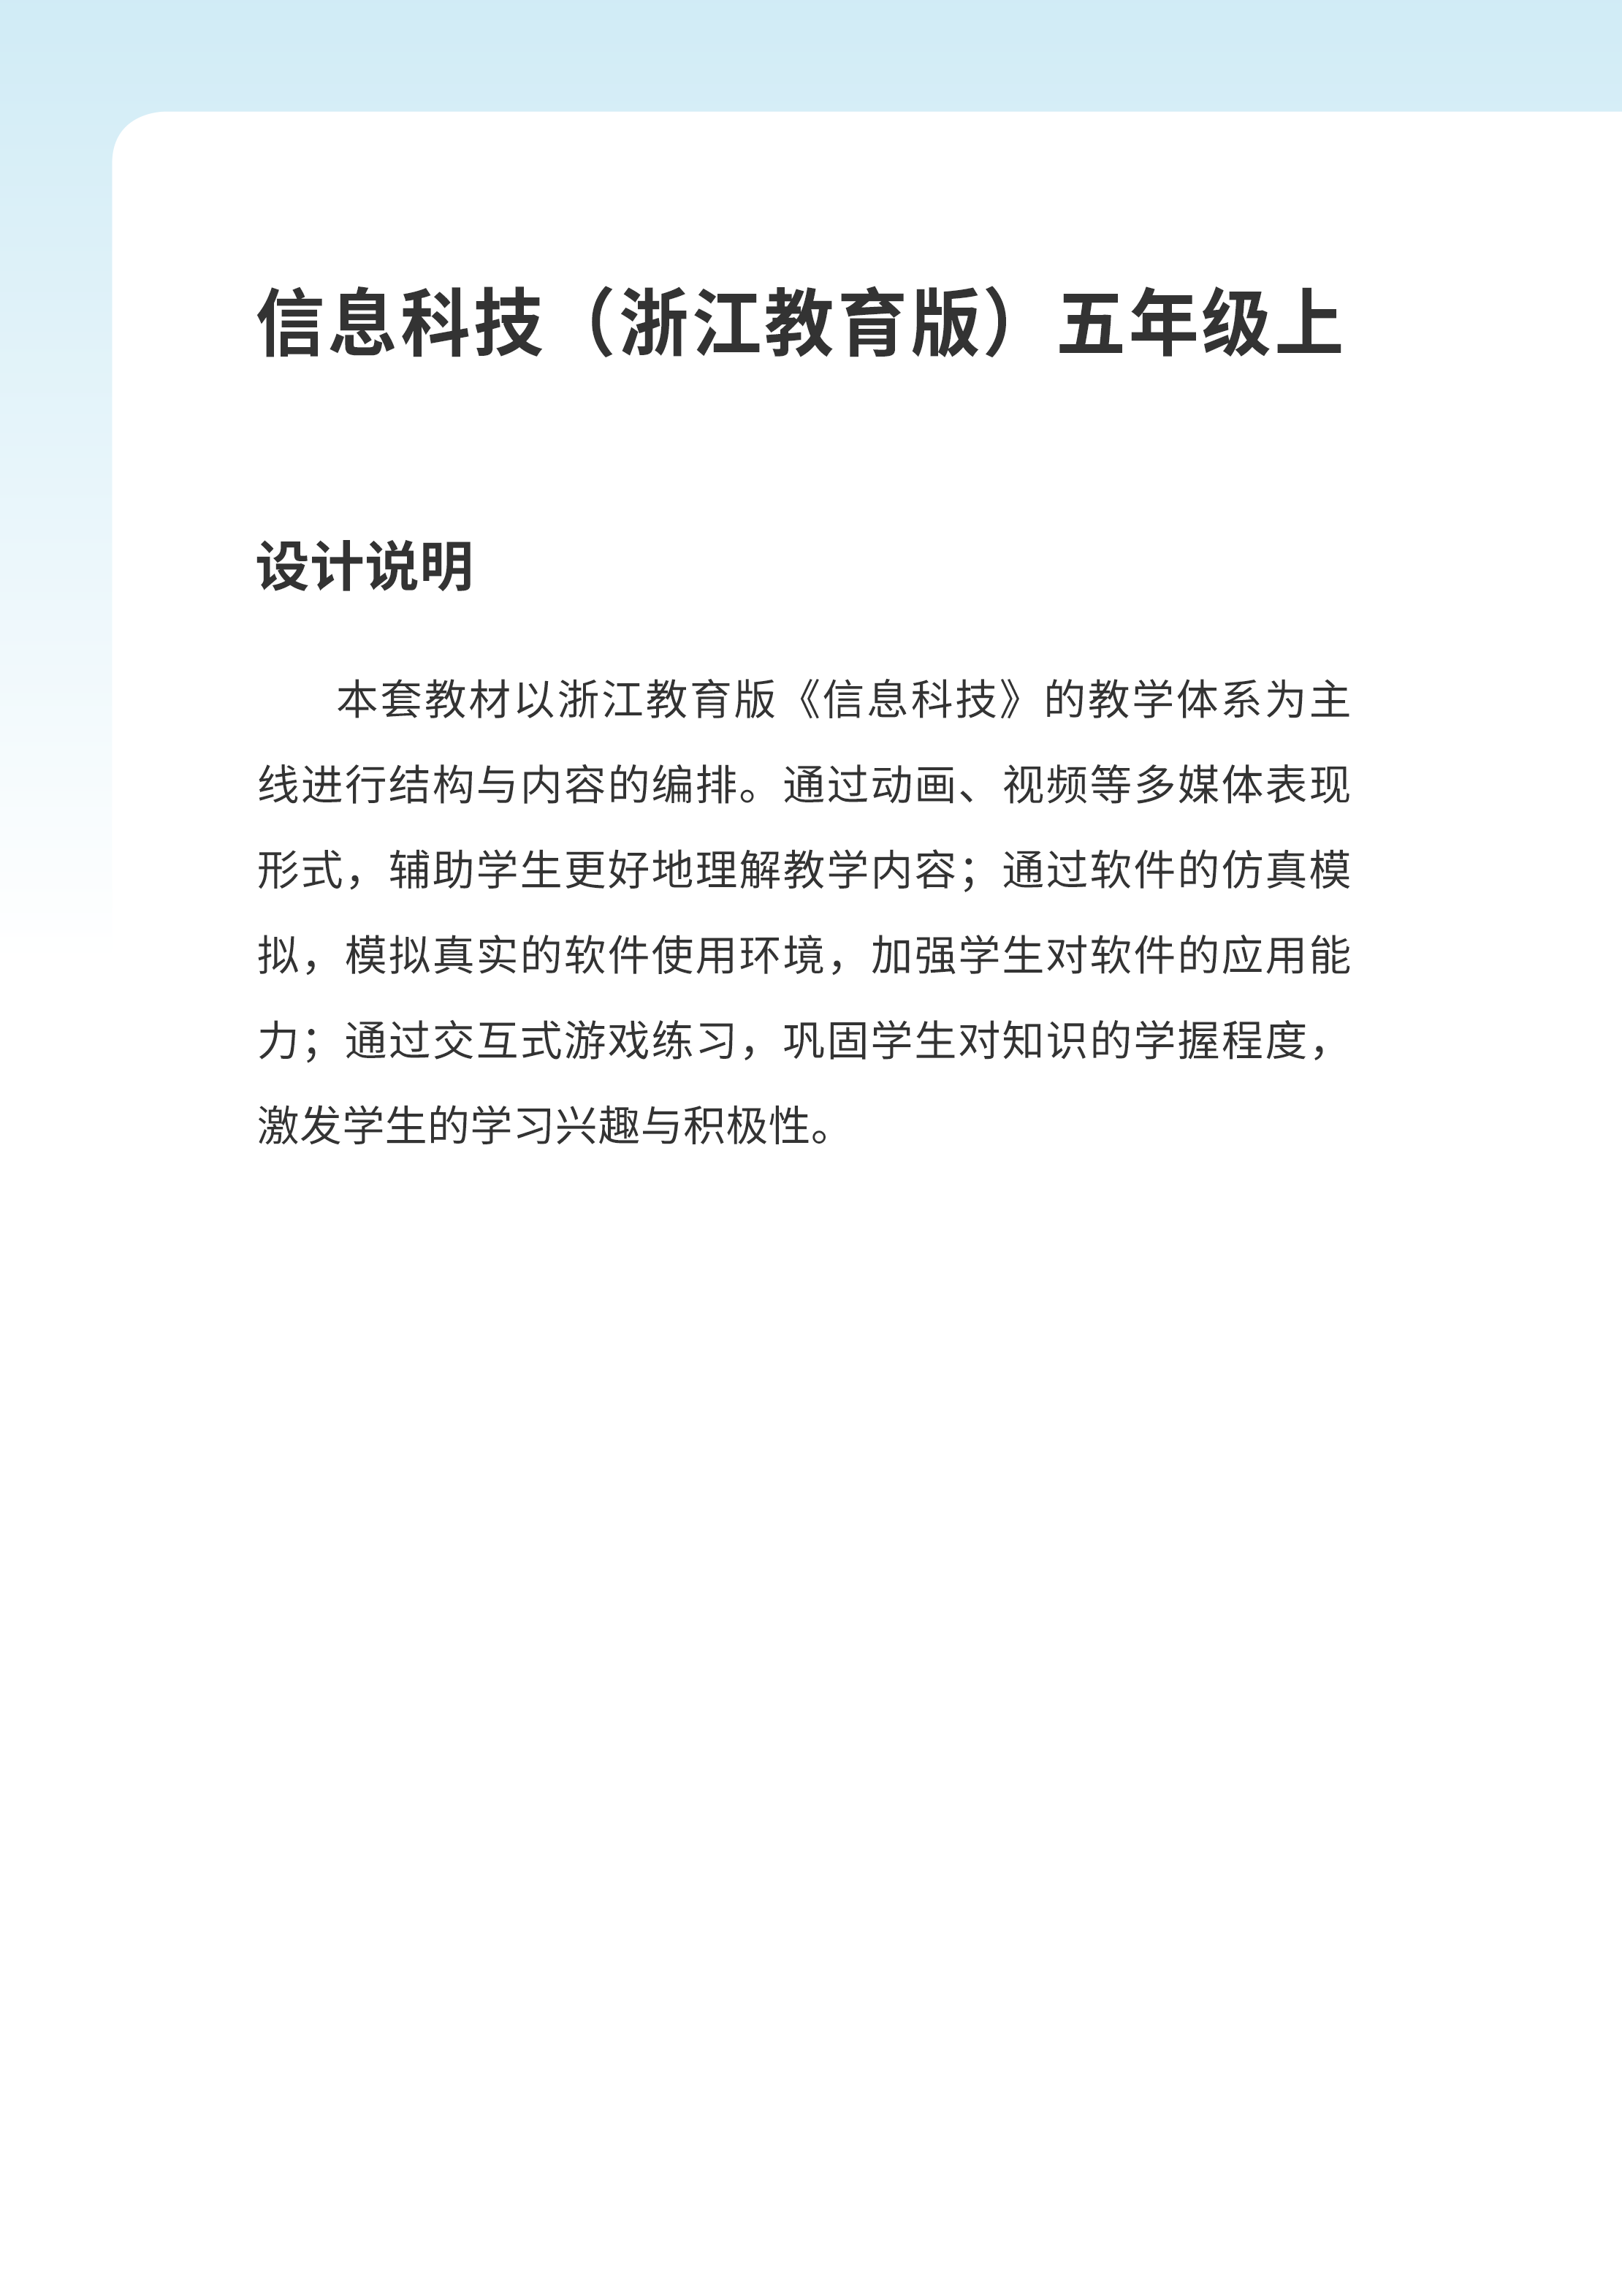 信息科技（浙江教育版）五年级上
设计说明
本套教材以浙江教育版《信息科技》的教学体系为主
线进行结构与内容的编排。通过动画、视频等多媒体表现
形式，辅助学生更好地理解教学内容；通过软件的仿真模
拟，模拟真实的软件使用环境，加强学生对软件的应用能
力；通过交互式游戏练习，巩固学生对知识的学握程度，
激发学生的学习兴趣与积极性。